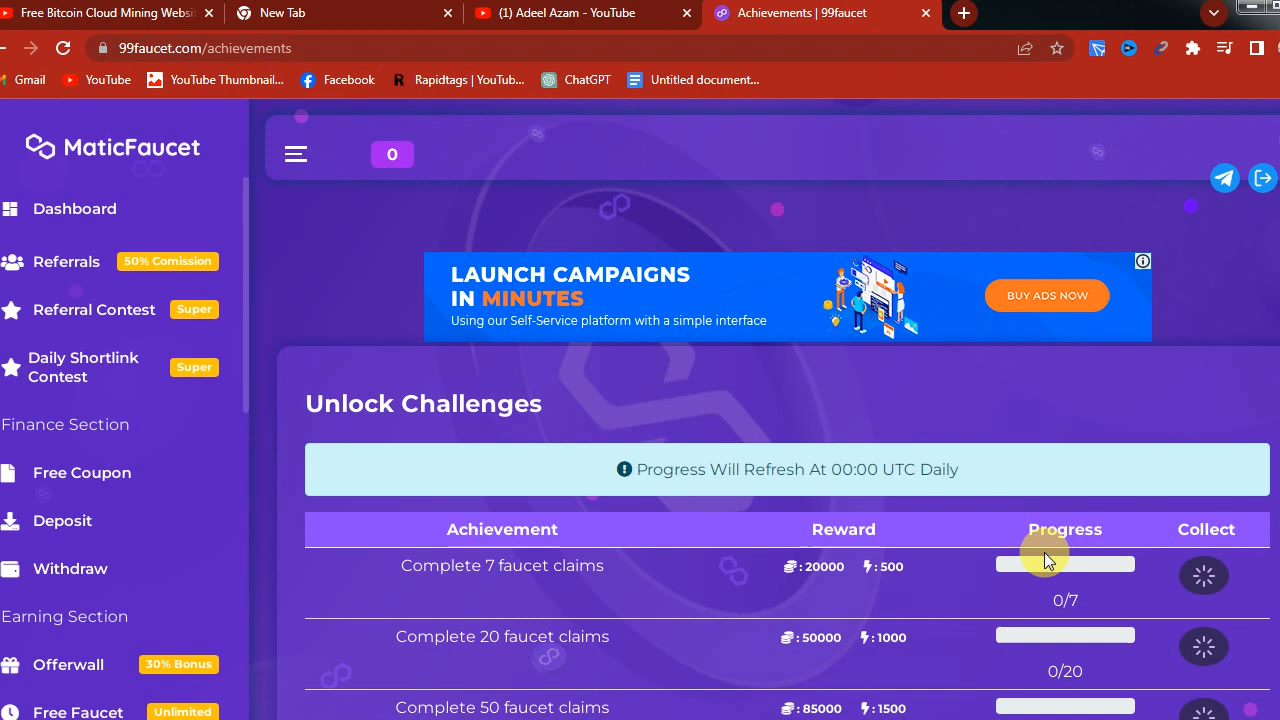 Free Bitcoin Cloud Mining Websi
New Tab
(1) Adeel Azam - YouTube
Achievements | 99faucet
99faucet.com/achievements
Gmail
YouTube
YouTube Thumbnail...
Facebook
Rapidtags | YouTub...
ChatGPT
Untitled document...
MaticFaucet
0
Dashboard
Referrals
50% Comission
Referral Contest
Super
Daily Shortlink
Contest
Super
Finance Section
Free Coupon
Deposit
Withdraw
Earning Section
Offerwall
30% Bonus
Free Faucet
Unlimited
LAUNCH CAMPAIGNS
IN MINUTES
Using our Self-Service platform with a simple interface
BUY ADS NOW
Unlock Challenges
Progress Will Refresh At 00:00 UTC Daily
Achievement Reward Progress Collect
Complete 7 faucet claims : 20000 : 500
0/7
Complete 20 faucet claims : 50000 : 1000
0/20
Complete 50 faucet claims : 85000 : 1500